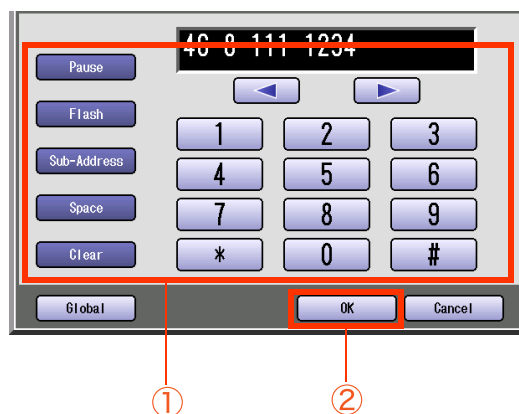 46 8 111 1234
Pause
Flash
Sub-Address
Space
Clear
1 2 3
4 5 6
7 8 9
* 0 #
Global OK Cancel
① ②